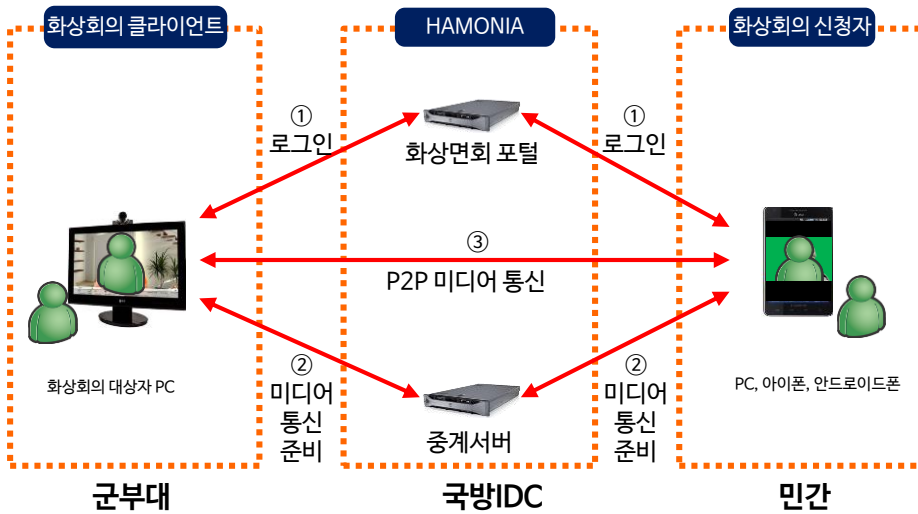 화상회의 클라이언트
HAMONIA
화상회의 신청자
①
로그인
①
로그인
화상면회 포털
③
P2P 미디어 통신
②
미디어
통신
준비
②
미디어
통신
준비
화상회의 대상자 PC
PC, 아이폰, 안드로이드폰
중계서버
군부대
국방IDC
민간